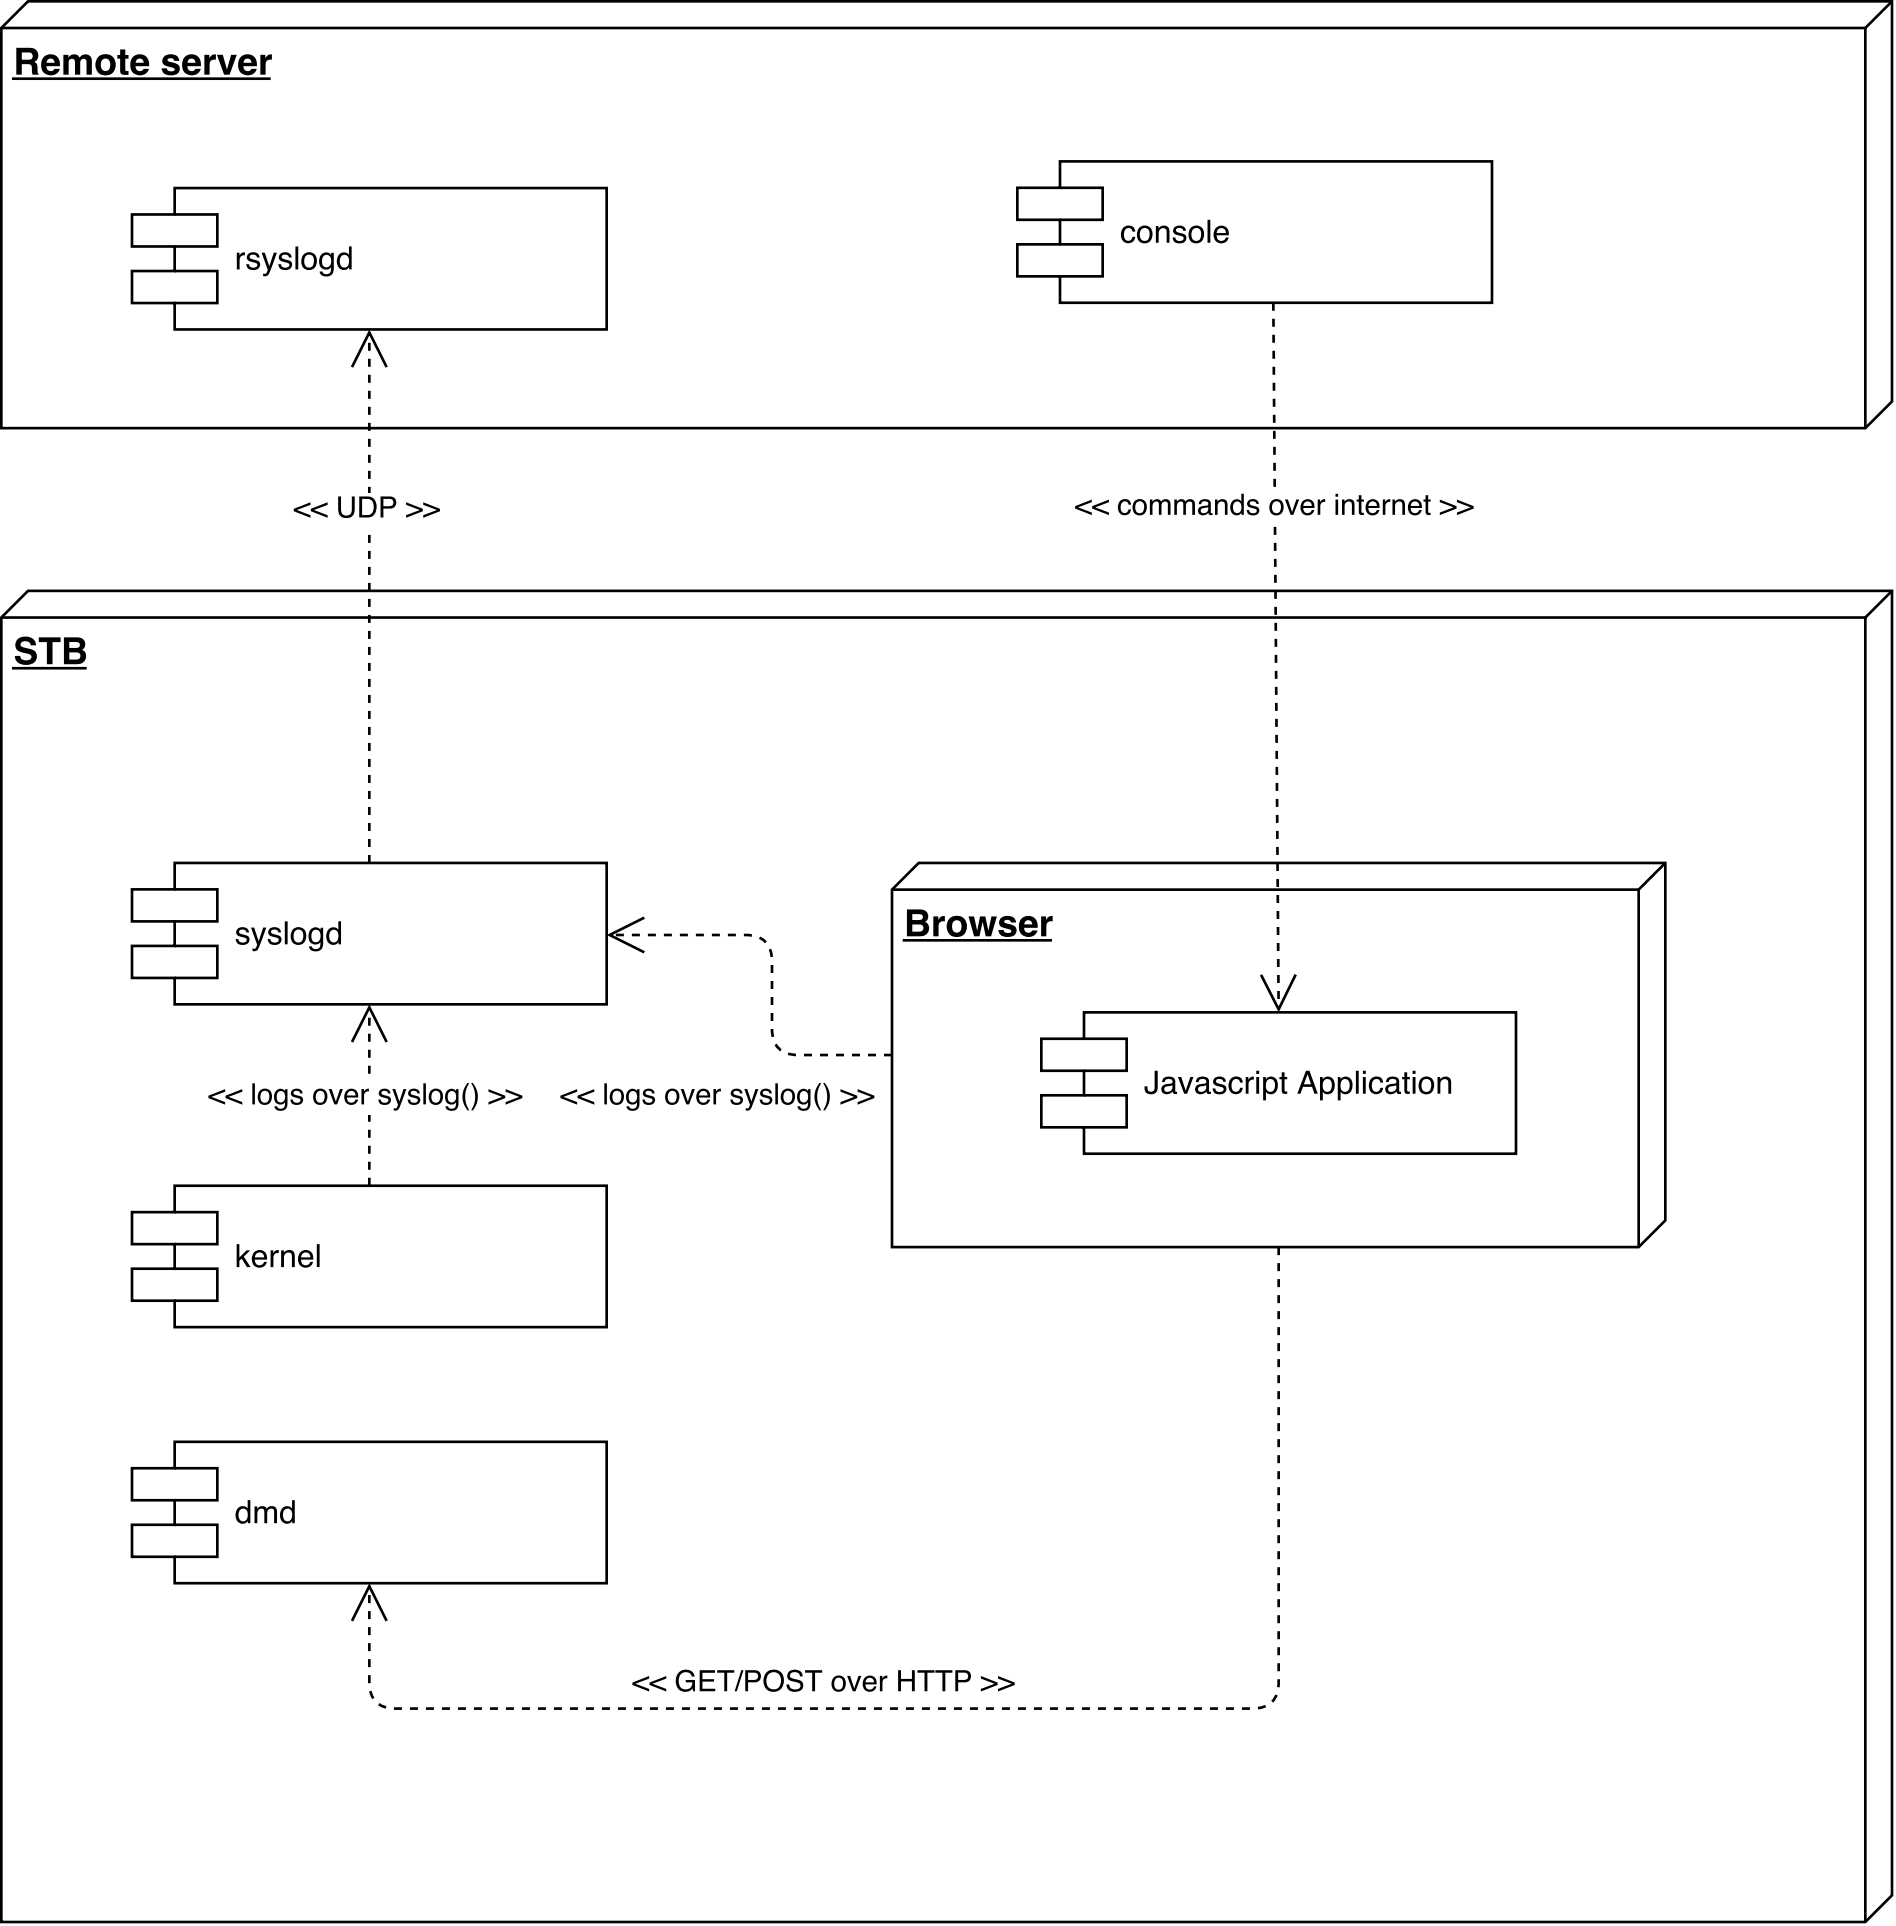 Remote server
rsyslogd
console
<< UDP >>
<< commands over internet >>
STB
syslogd
Browser
Javascript Application
<< logs over syslog() >>
<< logs over syslog() >>
kernel
dmd
<< GET/POST over HTTP >>